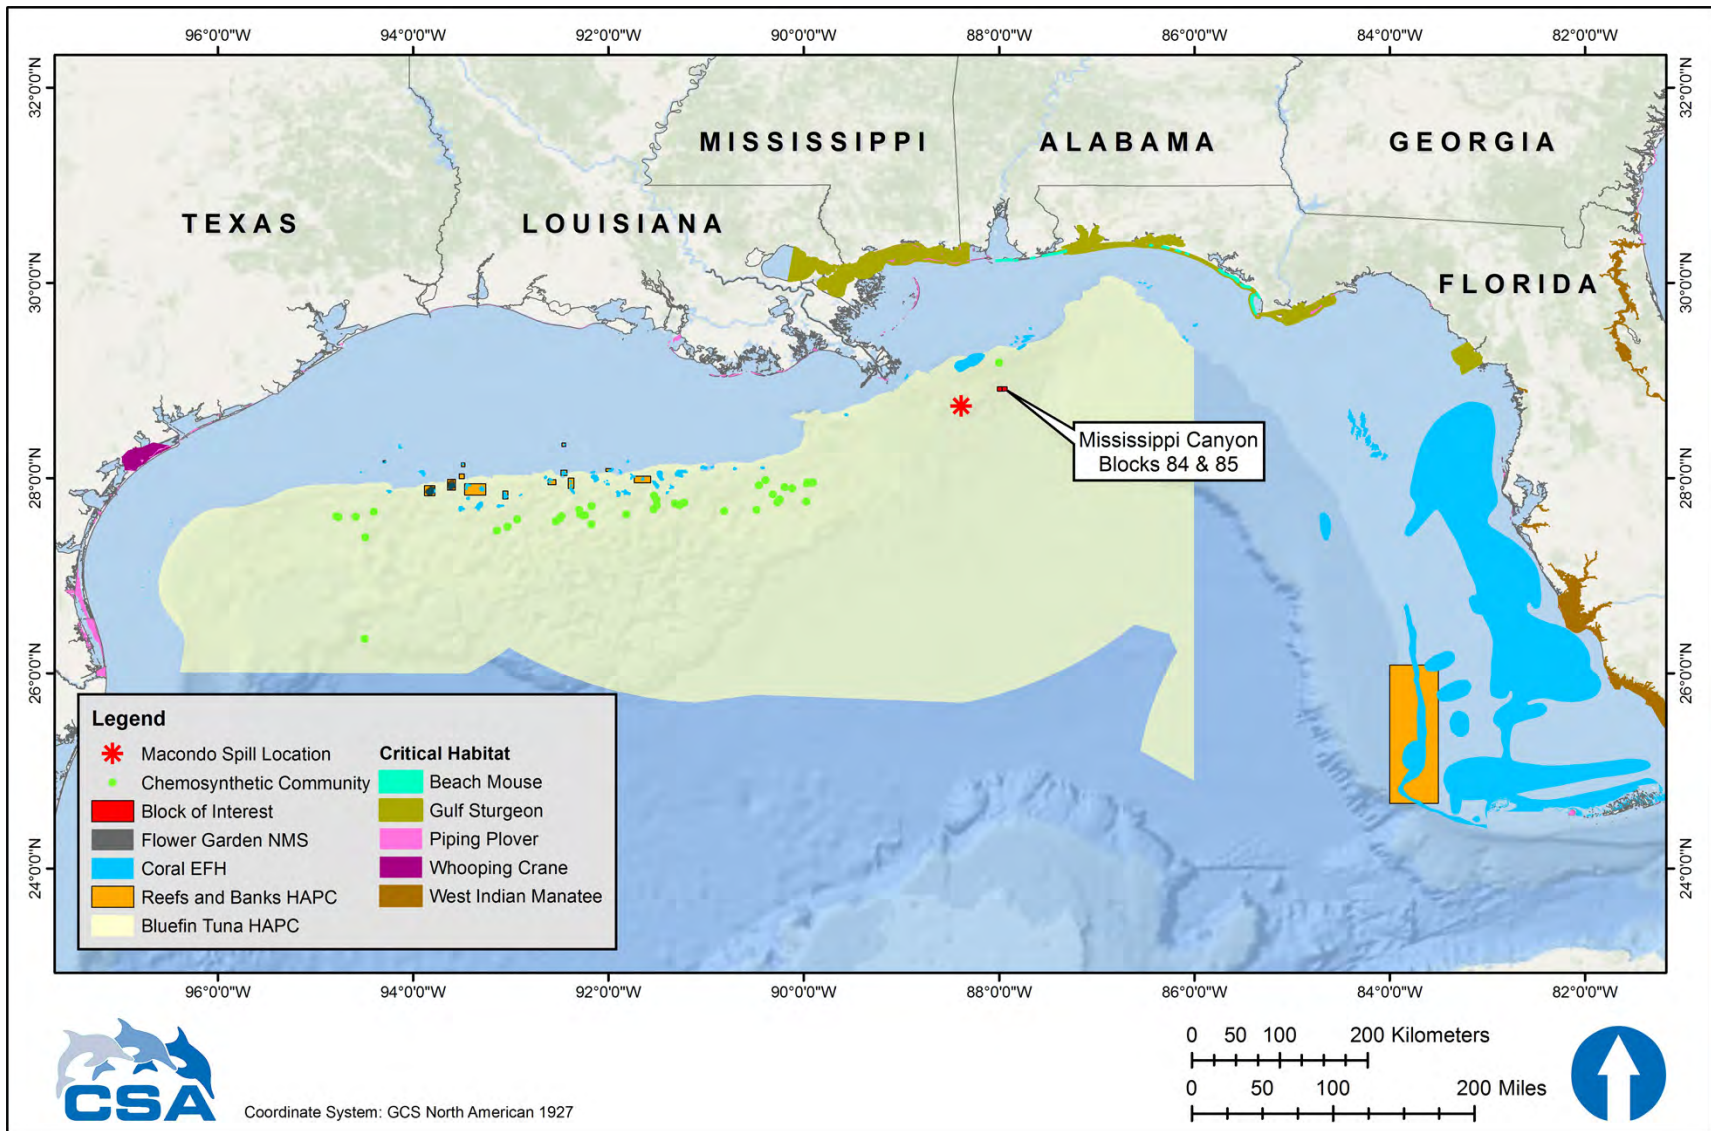 96°0'0"W 94°0'0"W 92°0'0"W 90°0'0"W 88°0'0"W 86°0'0"W 84°0'0"W 82°0'0"W
32°0'0"N
32°0'0"N
MISSISSIPPI ALABAMA GEORGIA
TEXAS LOUISIANA
30°0'0"N
FLORIDA
30°0'0"N
Mississippi Canyon
Blocks 84 & 85
28°0'0"N
28°0'0"N
26°0'0"N
26°0'0"N
Legend
Macondo Spill Location
Chemosynthetic Community
Block of Interest
Flower Garden NMS
Coral EFH
Reefs and Banks HAPC
Bluefin Tuna HAPC
Critical Habitat
Beach Mouse
Gulf Sturgeon
Piping Plover
Whooping Crane
West Indian Manatee
24°0'0"N
24°0'0"N
96°0'0"W 94°0'0"W 92°0'0"W 90°0'0"W 88°0'0"W 86°0'0"W 84°0'0"W 82°0'0"W
CSA
Coordinate System: GCS North American 1927
0 50 100 200 Kilometers
0 50 100 200 Miles